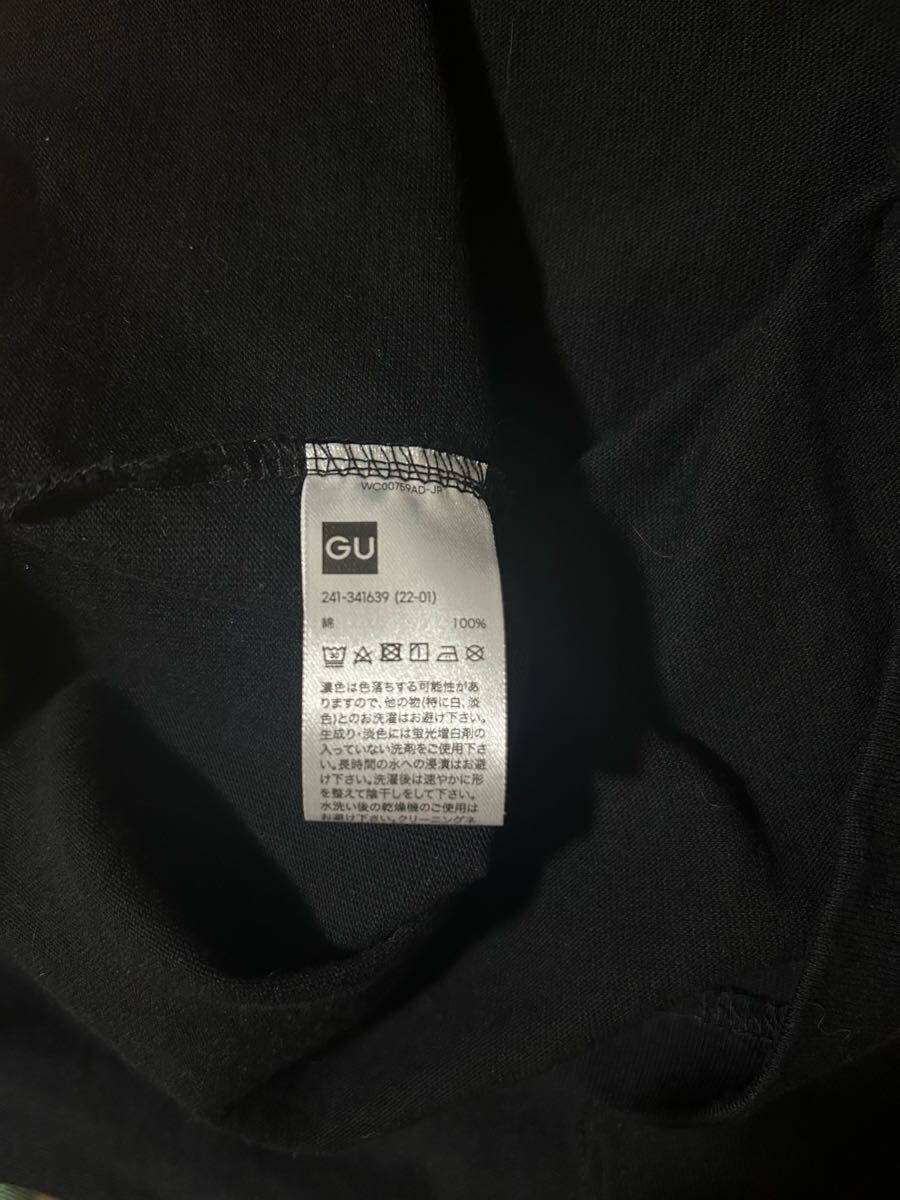 WC00759AD-JP
GU
241-341639 (22-01)
綿 100%
30
濃色は色落ちする可能性があ
りますので、他の物(特に白、淡
色)とのお洗濯はお避け下さい。
生成り・淡色には蛍光増白剤の
入っていない洗剤をご使用下さ
い。長時間の水への浸漬はお避
け下さい。洗濯後は速やかに形
を整えて陰干しをして下さい。
水洗い後の乾燥機のご使用は
お避け下さい。クリーニングネ